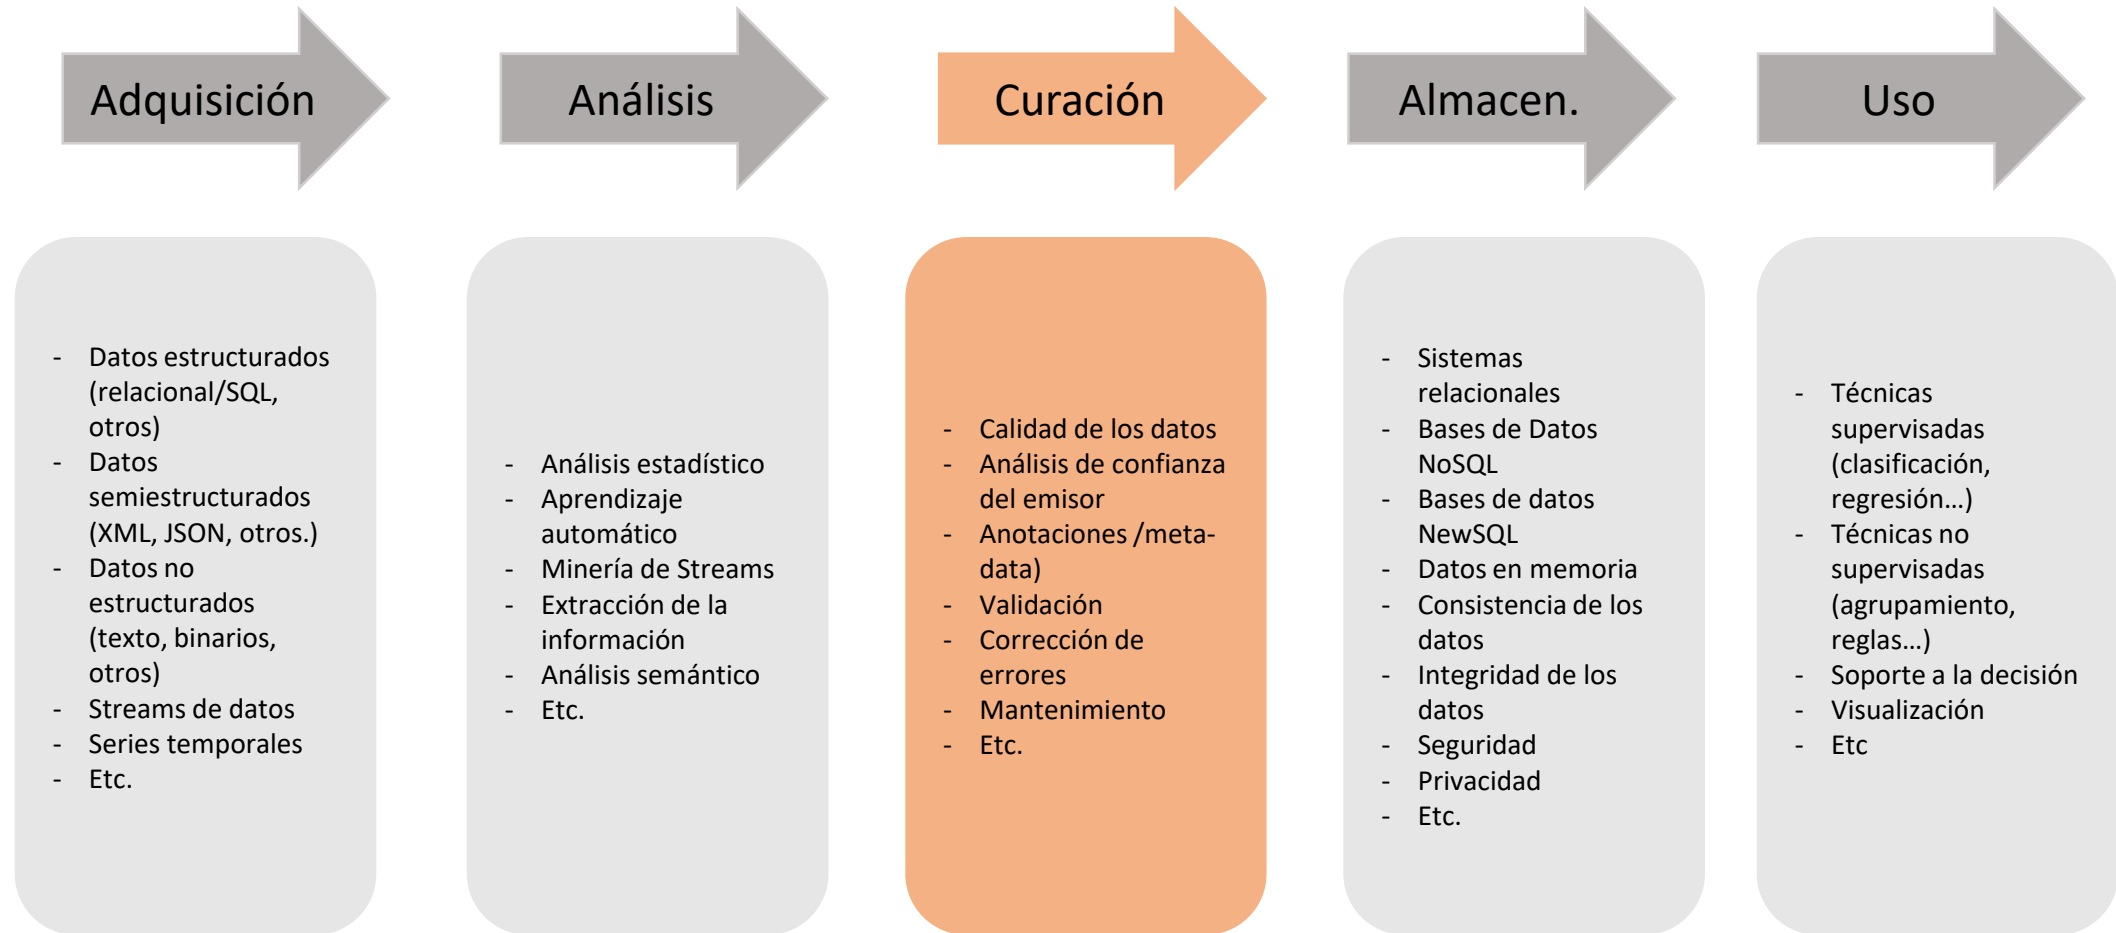 Adquisición
Análisis
Curación
Almacen.
Uso
- Datos estructurados
(relacional/SQL,
otros)
- Datos
semiestructurados
(XML, JSON, otros.)
- Datos no
estructurados
(texto, binarios,
otros)
- Streams de datos
- Series temporales
- Etc.
- Análisis estadístico
- Aprendizaje
automático
- Minería de Streams
- Extracción de la
información
- Análisis semántico
- Etc.
- Calidad de los datos
- Análisis de confianza
del emisor
- Anotaciones /meta-
data)
- Validación
- Corrección de
errores
- Mantenimiento
- Etc.
- Sistemas
relacionales
- Bases de Datos
NoSQL
- Bases de datos
NewSQL
- Datos en memoria
- Consistencia de los
datos
- Integridad de los
datos
- Seguridad
- Privacidad
- Etc.
- Técnicas
supervisadas
(clasificación,
regresión...)
- Técnicas no
supervisadas
(agrupamiento,
reglas...)
- Soporte a la decisión
- Visualización
- Etc